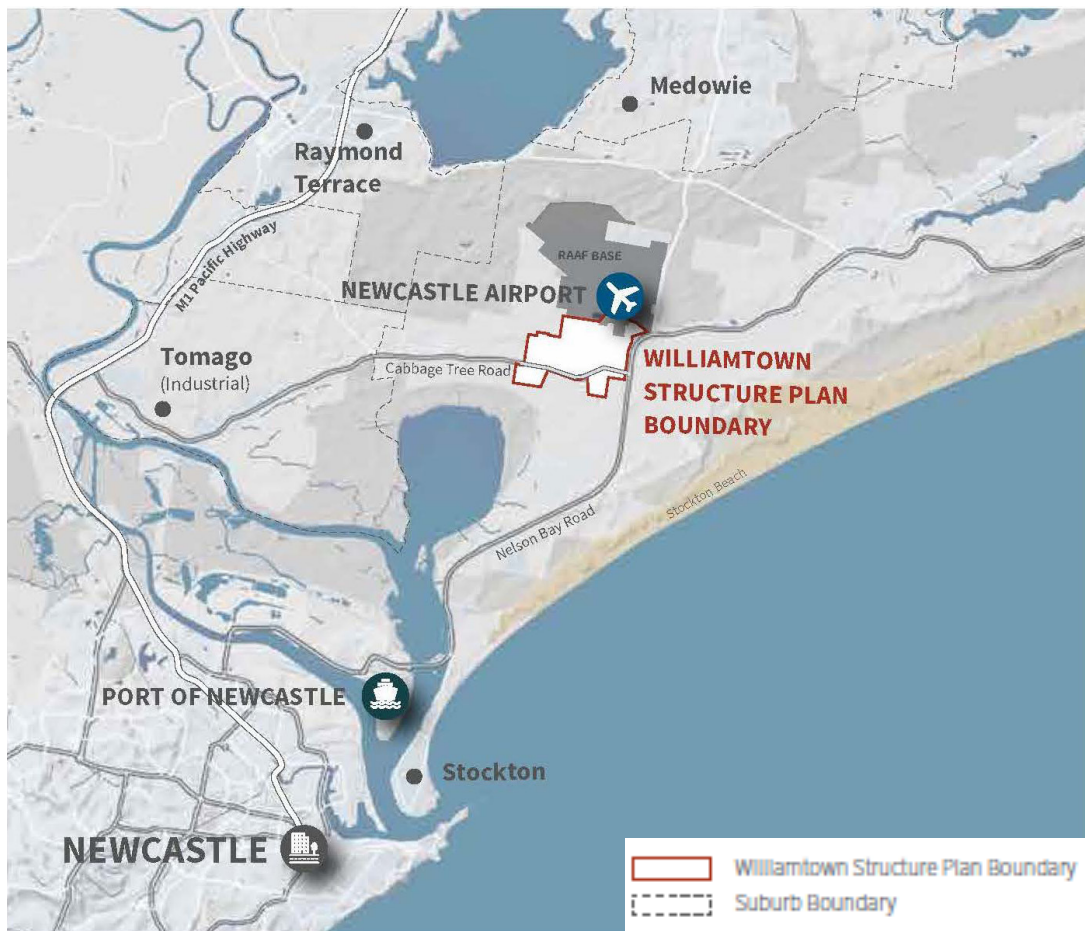 Medowie
Raymond
Terrace
M1 Pacific Highway
RAAF BASE
NEWCASTLE AIRPORT
Tomago
(Industrial)
Cabbage Tree Road
WILLIAMTOWN
STRUCTURE PLAN
BOUNDARY
Stockton Beach
Nelson Bay Road
PORT OF NEWCASTLE
Stockton
NEWCASTLE
Williamtown Structure Plan Boundary
Suburb Boundary